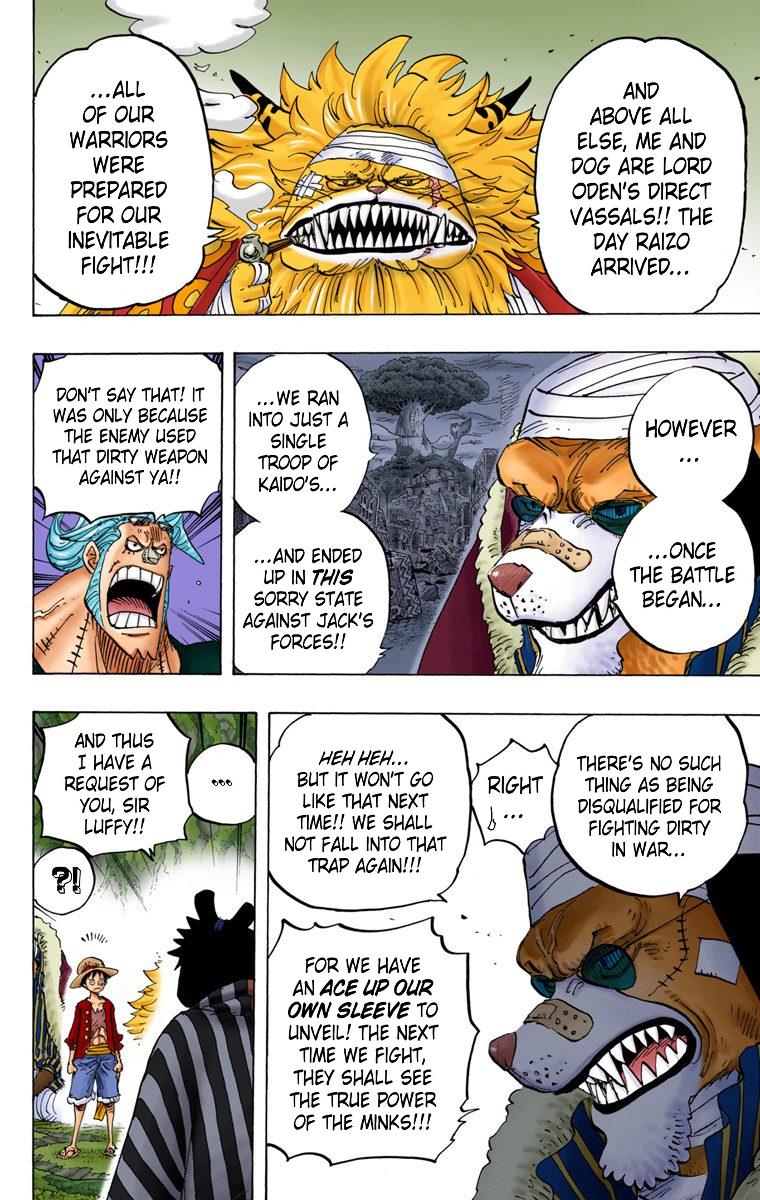 AND
ABOVE ALL
ELSE, ME AND
DOG ARE LORD
ODEN'S DIRECT
VASSALS!! THE
DAY RAIZO
ARRIVED...
...ALL
OF OUR
WARRIORS
WERE
PREPARED
FOR OUR
INEVITABLE
FIGHT!!!
HOWEVER
...
...ONCE
THE BATTLE
BEGAN...
...WE RAN
INTO JUST A
SINGLE
TROOP OF
KAIDO'S...
...AND ENDED
UP IN THIS
SORRY STATE
AGAINST JACK'S
FORCES!!
DON'T SAY THAT! IT
WAS ONLY BECAUSE
THE ENEMY USED
THAT DIRTY WEAPON
AGAINST YA!!
THERE'S NO SUCH
THING AS BEING
DISQUALIFIED FOR
FIGHTING DIRTY
IN WAR...
RIGHT
...
HEH HEH...
BUT IT WON'T GO
LIKE THAT NEXT
TIME!! WE SHALL
NOT FALL INTO THAT
TRAP AGAIN!!!
FOR WE HAVE
AN ACE UP OUR
OWN SLEEVE TO
UNVEIL! THE NEXT
TIME WE FIGHT,
THEY SHALL SEE
THE TRUE POWER
OF THE MINKS!!!
...
AND THUS
I HAVE A
REQUEST OF
YOU, SIR
LUFFY!!
?!